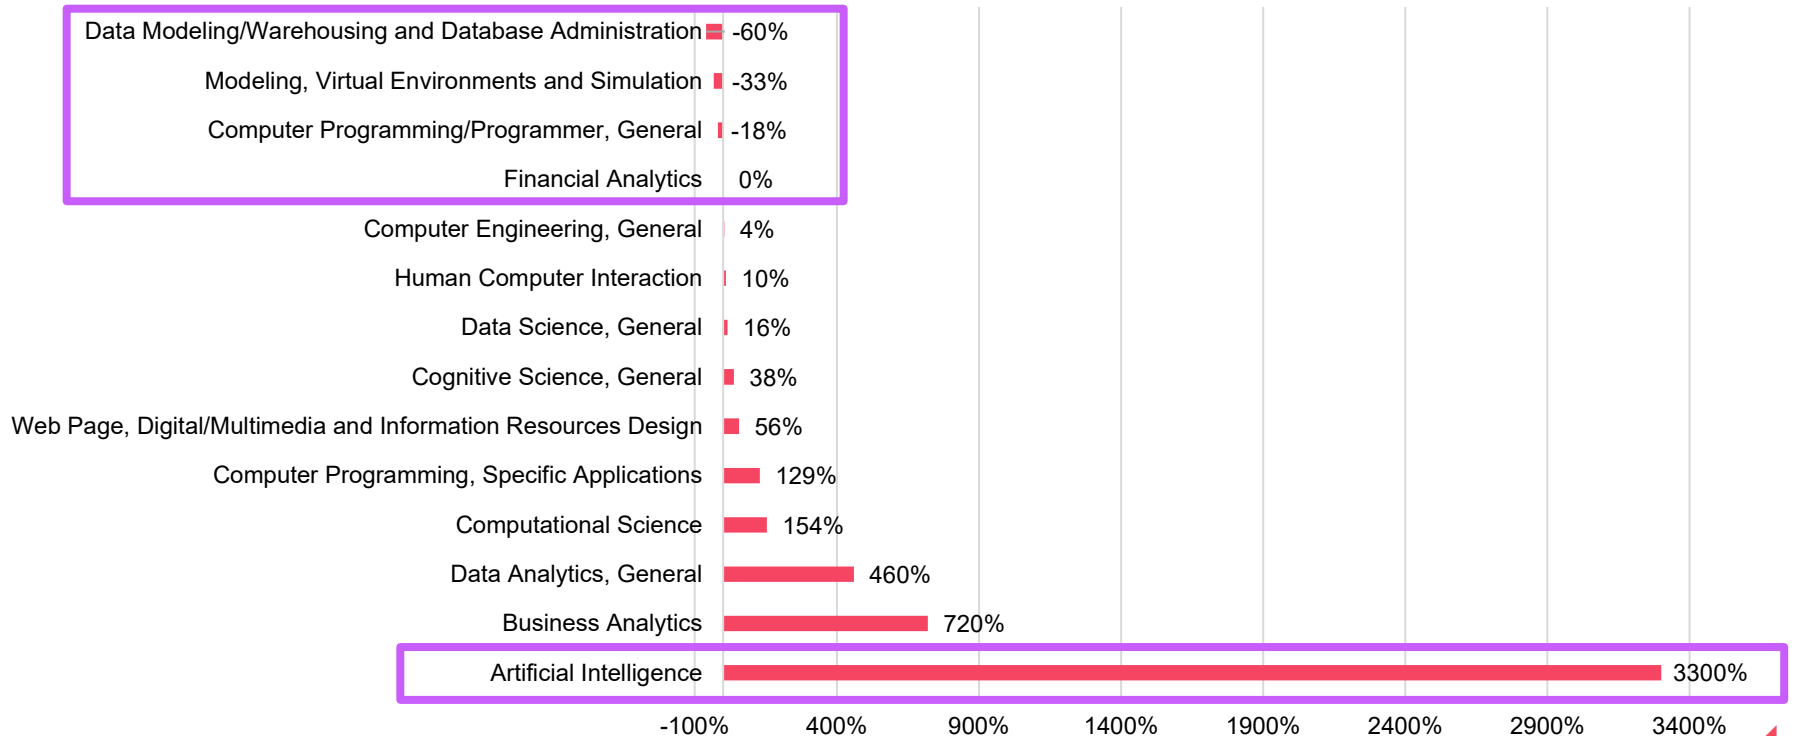 Data Modeling/Warehousing and Database Administration -60%
Modeling, Virtual Environments and Simulation -33%
Computer Programming/Programmer, General -18%
Financial Analytics 0%
Computer Engineering, General 4%
Human Computer Interaction 10%
Data Science, General 16%
Cognitive Science, General 38%
Web Page, Digital/Multimedia and Information Resources Design 56%
Computer Programming, Specific Applications 129%
Computational Science 154%
Data Analytics, General 460%
Business Analytics 720%
Artificial Intelligence 3300%
-100% 400% 900% 1400% 1900% 2400% 2900% 3400%